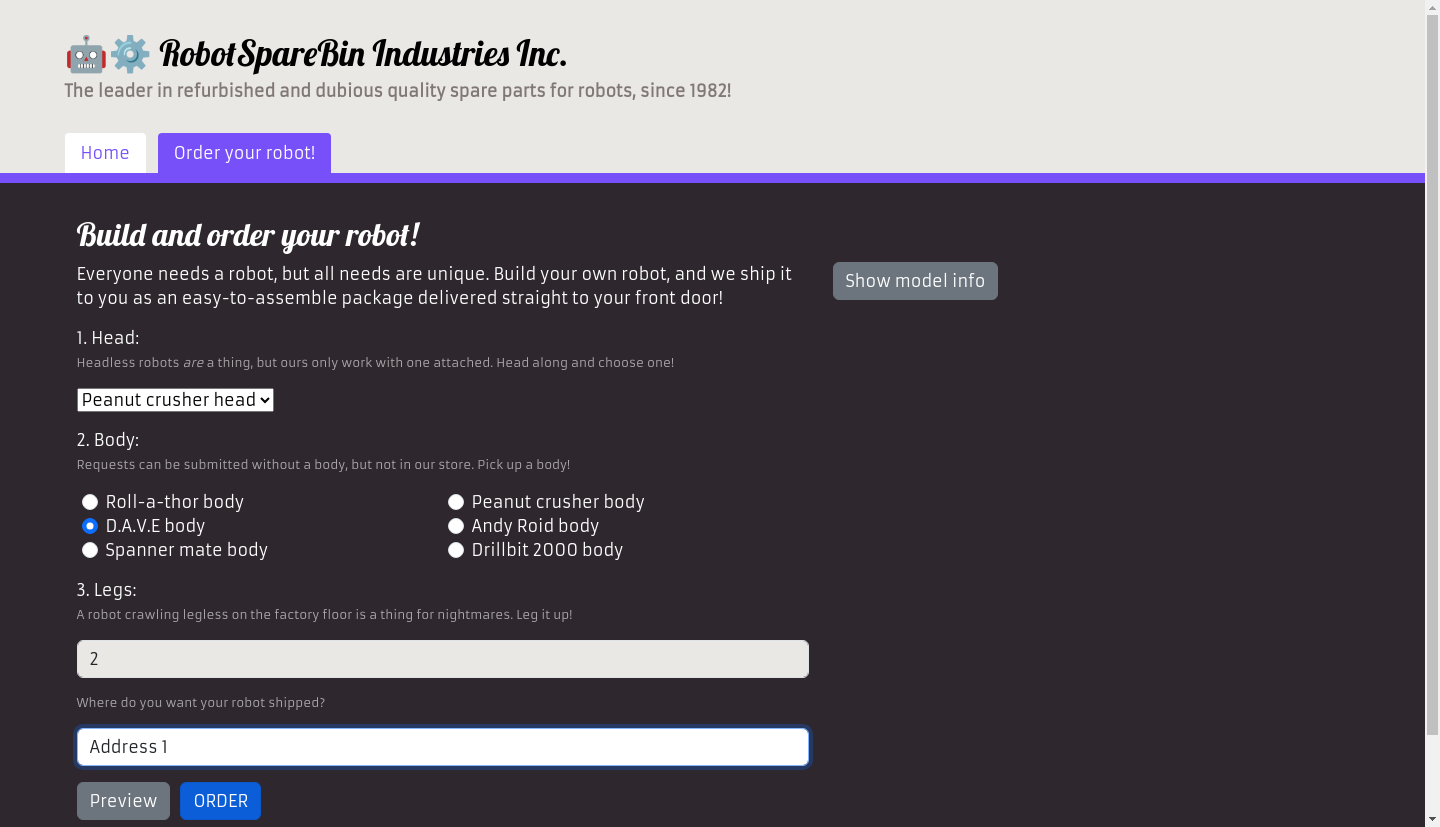 RobotSpareBin Industries Inc.
The leader in refurbished and dubious quality spare parts for robots, since 1982!
Home
Order your robot!
Build and order your robot!
Everyone needs a robot, but all needs are unique. Build your own robot, and we ship it
to you as an easy-to-assemble package delivered straight to your front door!
Show model info
1. Head:
Headless robots are a thing, but ours only work with one attached. Head along and choose one!
Peanut crusher head
2. Body:
Requests can be submitted without a body, but not in our store. Pick up a body!
Roll-a-thor body
Peanut crusher body
D.A.V.E body
Andy Roid body
Spanner mate body
Drillbit 2000 body
3. Legs:
A robot crawling legless on the factory floor is a thing for nightmares. Leg it up!
2
Where do you want your robot shipped?
Address 1
Preview
ORDER